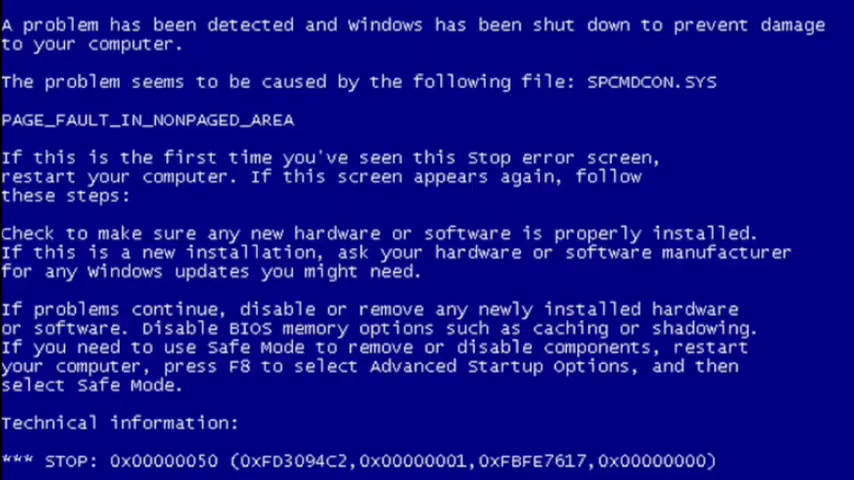 A problem has been detected and Windows has been shut down to prevent damage
to your computer.
The problem seems to be caused by the following file: SPCMDCON.SYS
PAGE_FAULT_IN_NONPAGED_AREA
If this is the first time you've seen this Stop error screen,
restart your computer. If this screen appears again, follow
these steps:
Check to make sure any new hardware or software is properly installed.
If this is a new installation, ask your hardware or software manufacturer
for any Windows updates you might need.
If problems continue, disable or remove any newly installed hardware
or software. Disable BIOS memory options such as caching or shadowing.
If you need to use Safe Mode to remove or disable components, restart
your computer, press F8 to select Advanced Startup Options, and then
select Safe Mode.
Technical information:
*** STOP: 0x00000050 (0xFD3094C2,0x00000001,0xFBFE7617,0x00000000)